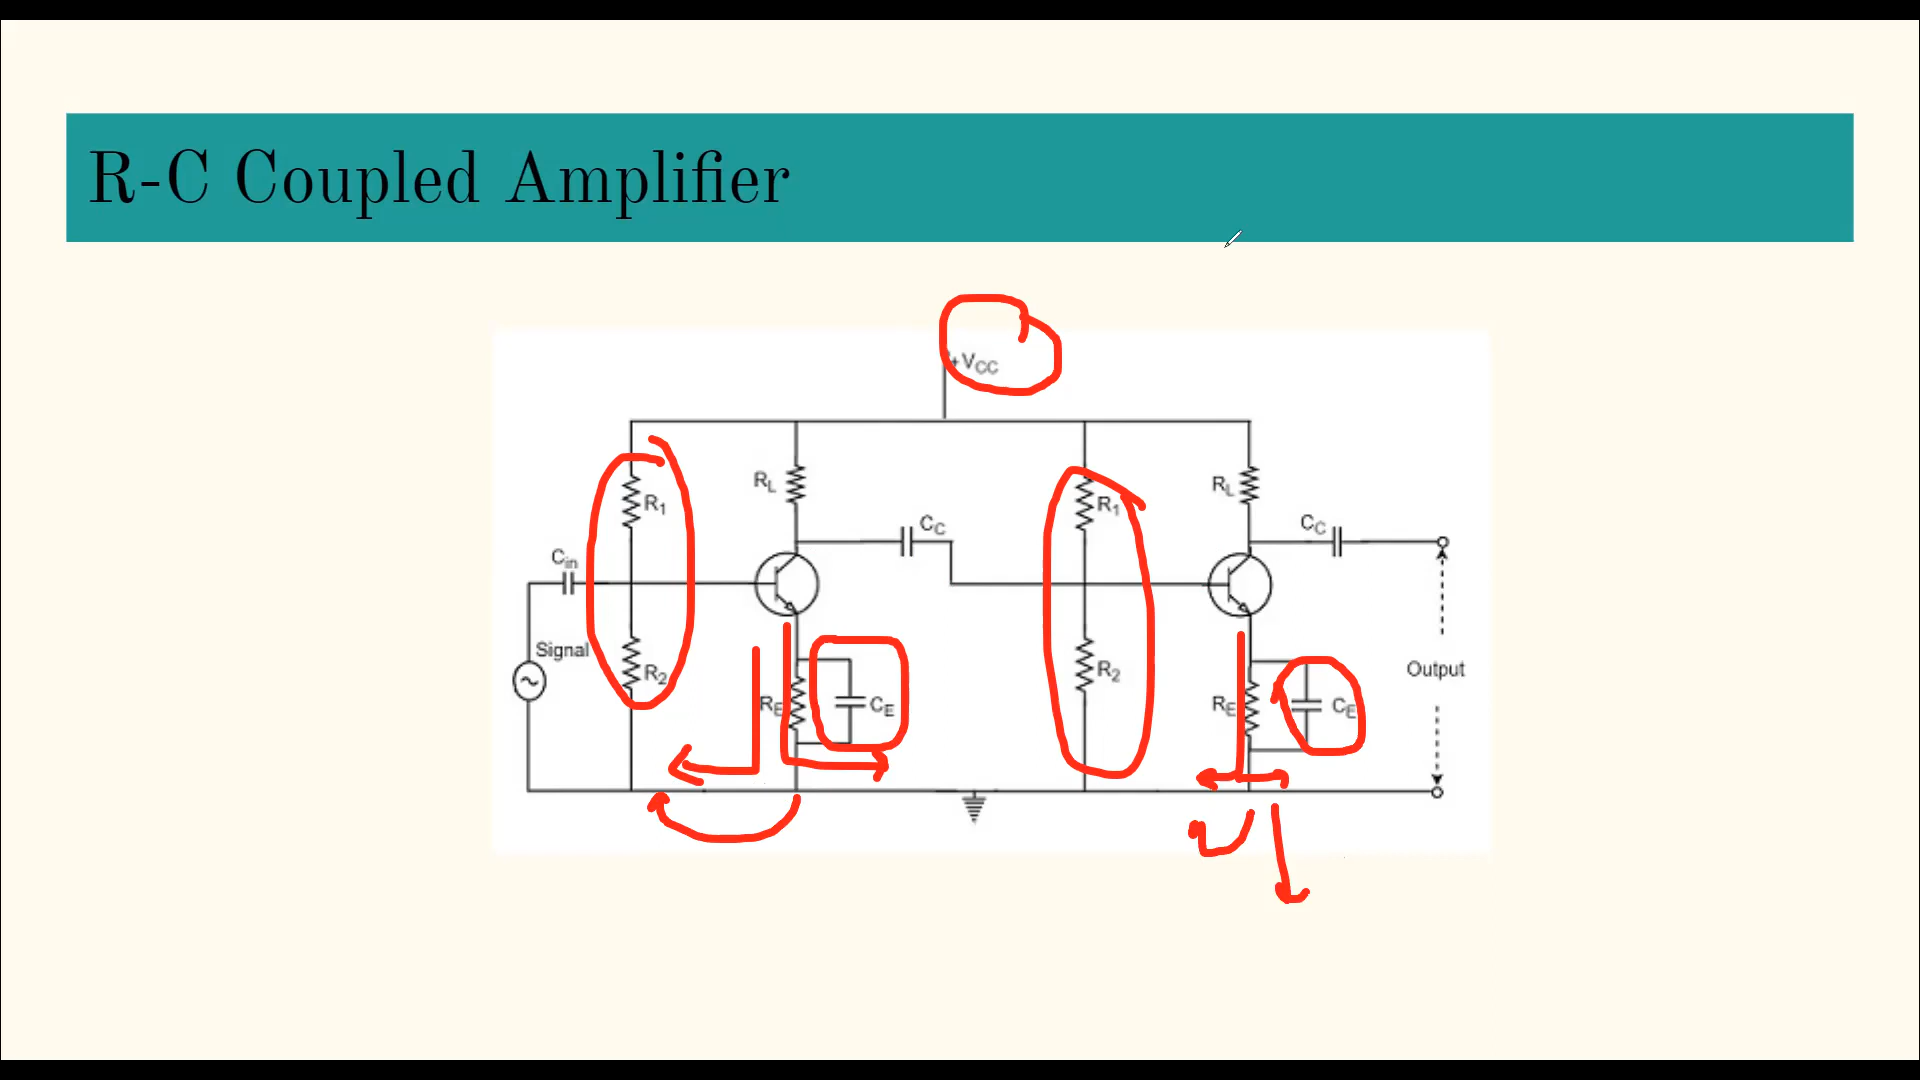 R-C Coupled Amplifier
+VCC
R1
RL
CC
R1
RL
CC
Cin
Signal
R2
RE
CE
R2
RE
CE
Output